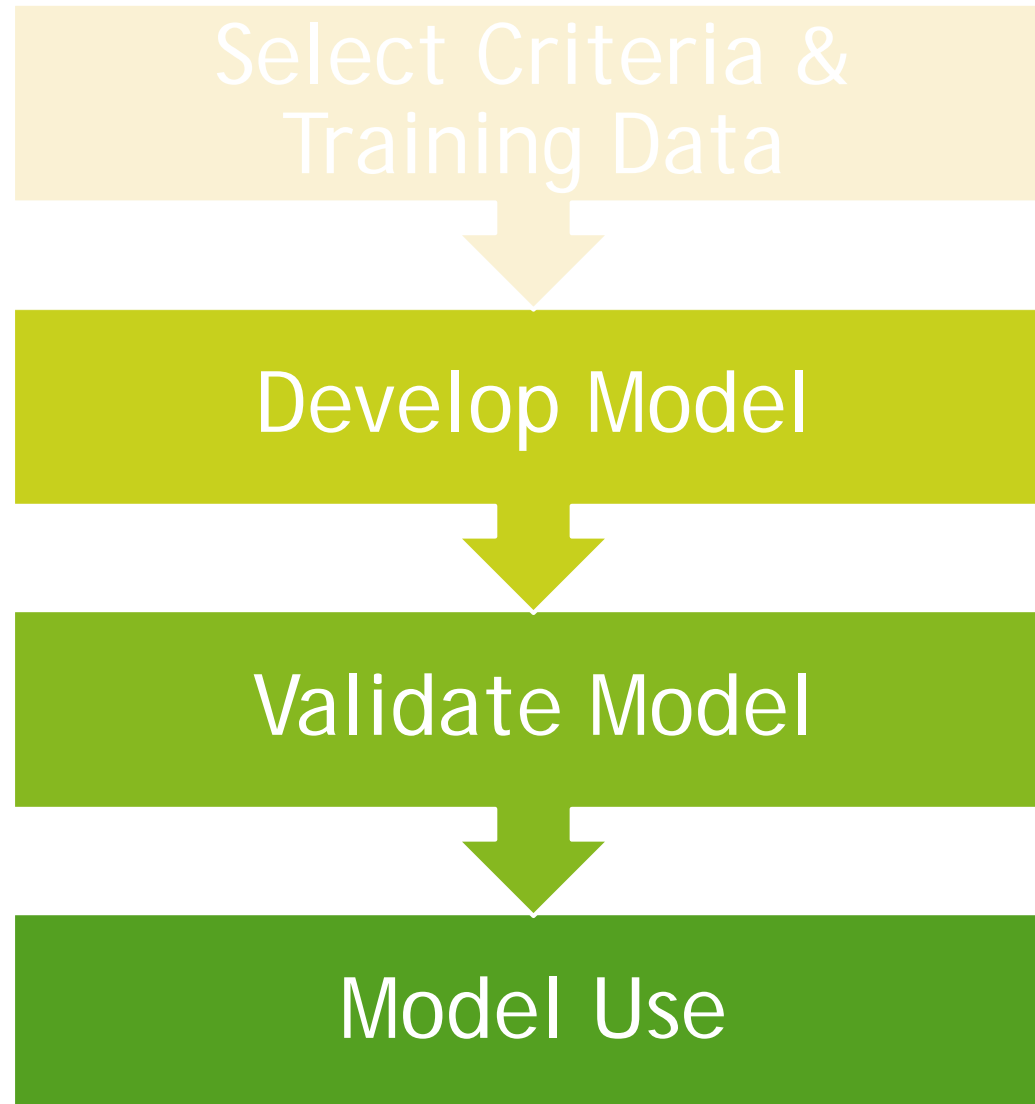 Select Criteria &
Training Data
Develop Model
Validate Model
Model Use